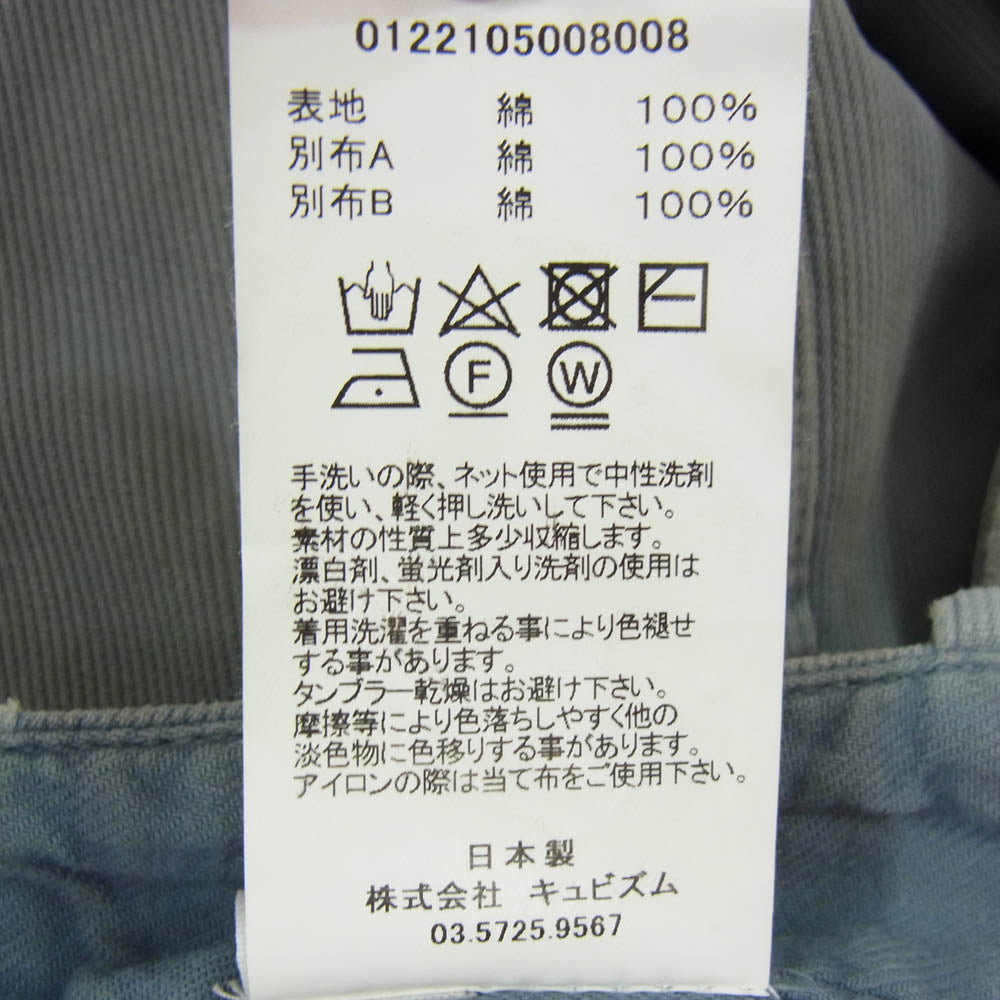 0122105008008
表地 綿 100%
別布A 綿 100%
別布B 綿 100%
F W
手洗いの際、ネット使用で中性洗剤
を使い、軽く押し洗いして下さい。
素材の性質上多少収縮します。
漂白剤、蛍光剤入り洗剤の使用は
お避け下さい。
着用洗濯を重ねる事により色褪せ
する事があります。
タンブラー乾燥はお避け下さい。
摩擦等により色落ちしやすく他の
淡色物に色移りする事があります。
アイロンの際は当て布をご使用下さい。
日本製
株式会社 キュビズム
03.5725.9567